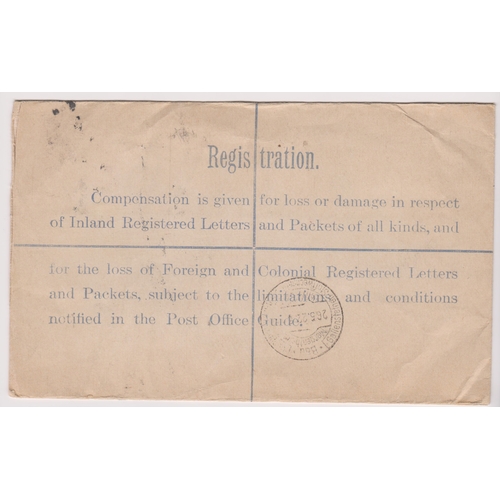 Registration.
Compensation is given for loss or damage in respect
of Inland Registered Letters and Packets of all kinds, and
for the loss of Foreign and Colonial Registered Letters
and Packets, subject to the limitations and conditions
notified in the Post Office Guide.